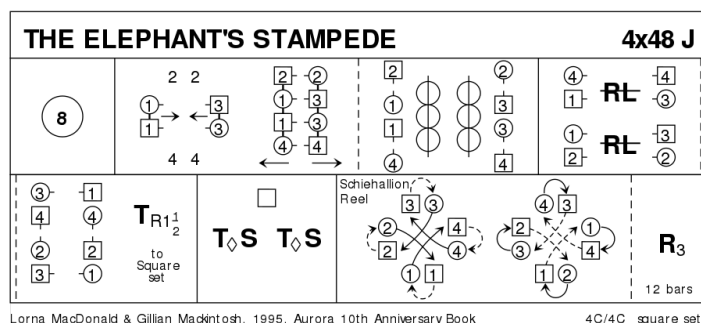 THE ELEPHANT'S STAMPEDE 4x48 J
8
2 2
1 3
1 3
4 4
2 2
1 3
1 3
4 4
2 2
1 3
1 3
4 4
4 RL 4
1 3
1 RL 3
2 2
3 1
4 4
2 2
3 1
TR1 1/2
to
Square
set
T◊S T◊S
Schiehallion
Reel
3 3
2 4
2 4
1 1
4 3
2 1
3 4
1 2
R3
12 bars
Lorna MacDonald & Gillian Mackintosh, 1995, Aurora 10th Anniversary Book 4C/4C square set